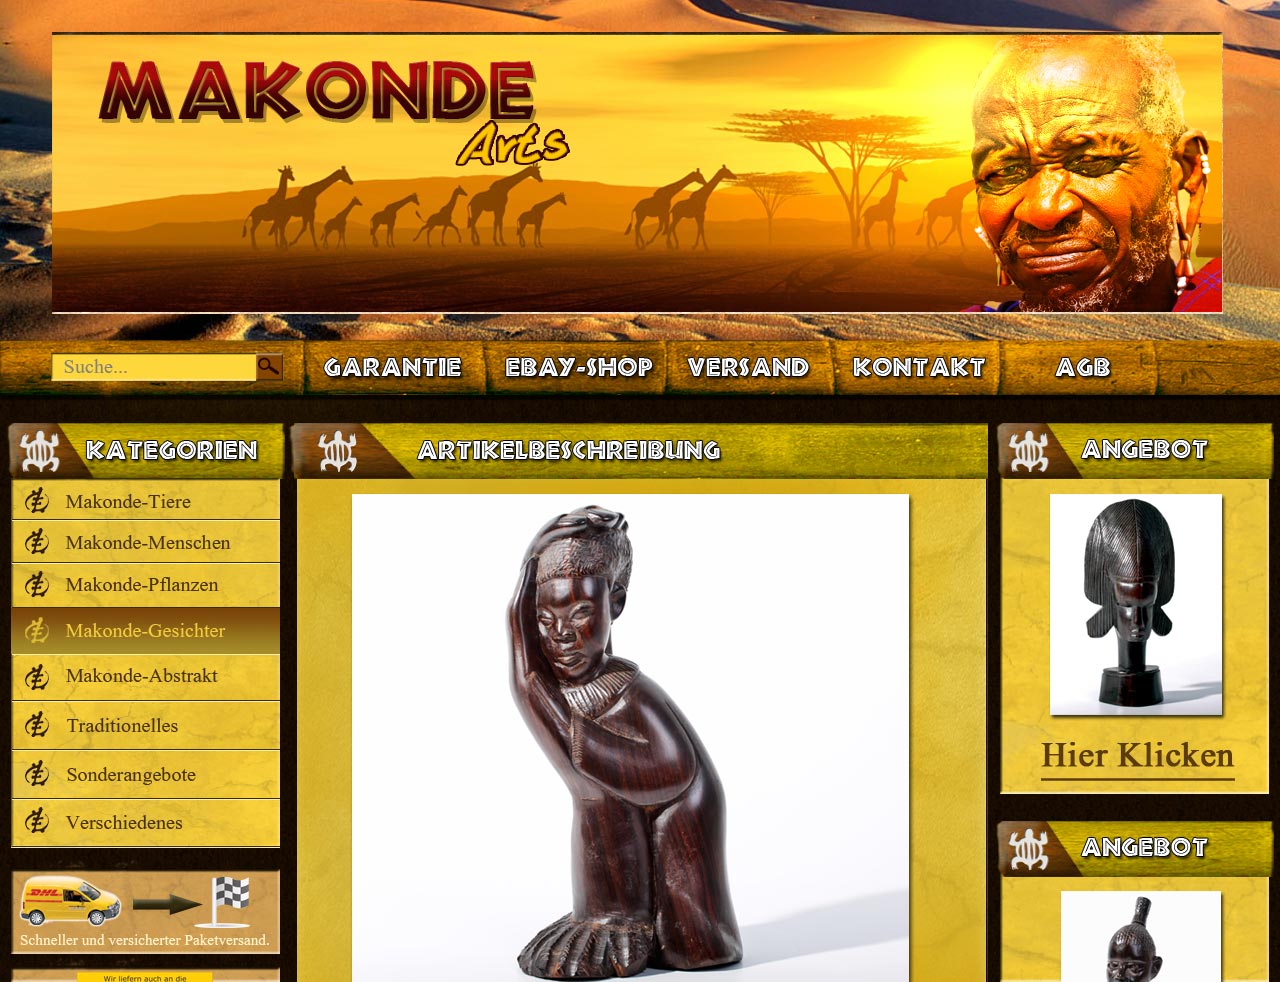 MAKONDE
Arts
Suche...
GARANTIE
EBAY-SHOP
VERSAND
KONTAKT
AGB
KATEGORIEN
Makonde-Tiere
Makonde-Menschen
Makonde-Pflanzen
Makonde-Gesichter
Makonde-Abstrakt
Traditionelles
Sonderangebote
Verschiedenes
DHL
Schneller und versicherter Paketversand.
Wir liefern auch an die
ARTIKELBESCHREIBUNG
ANGEBOT
Hier Klicken
ANGEBOT